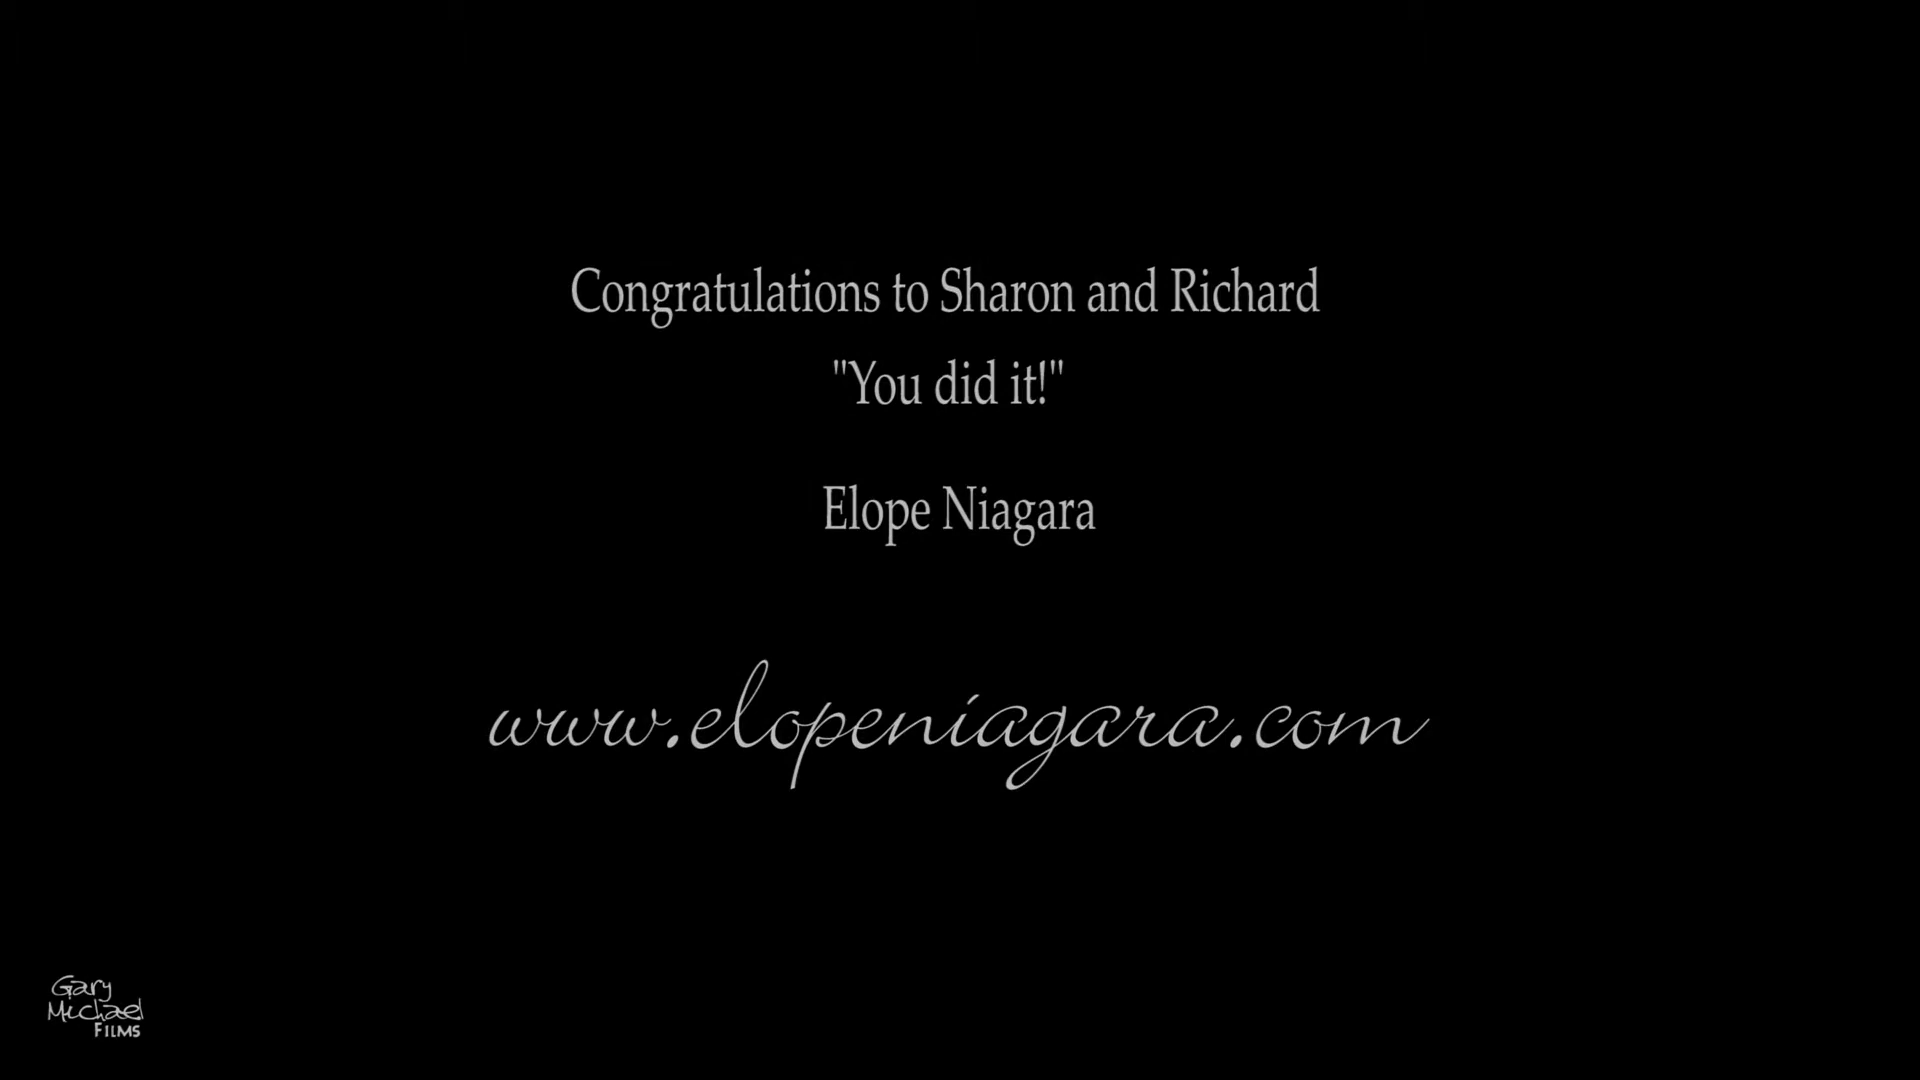 Congratulations to Sharon and Richard
"You did it!"
Elope Niagara
www.elopeniagara.com
Gary
Michael
FILMS